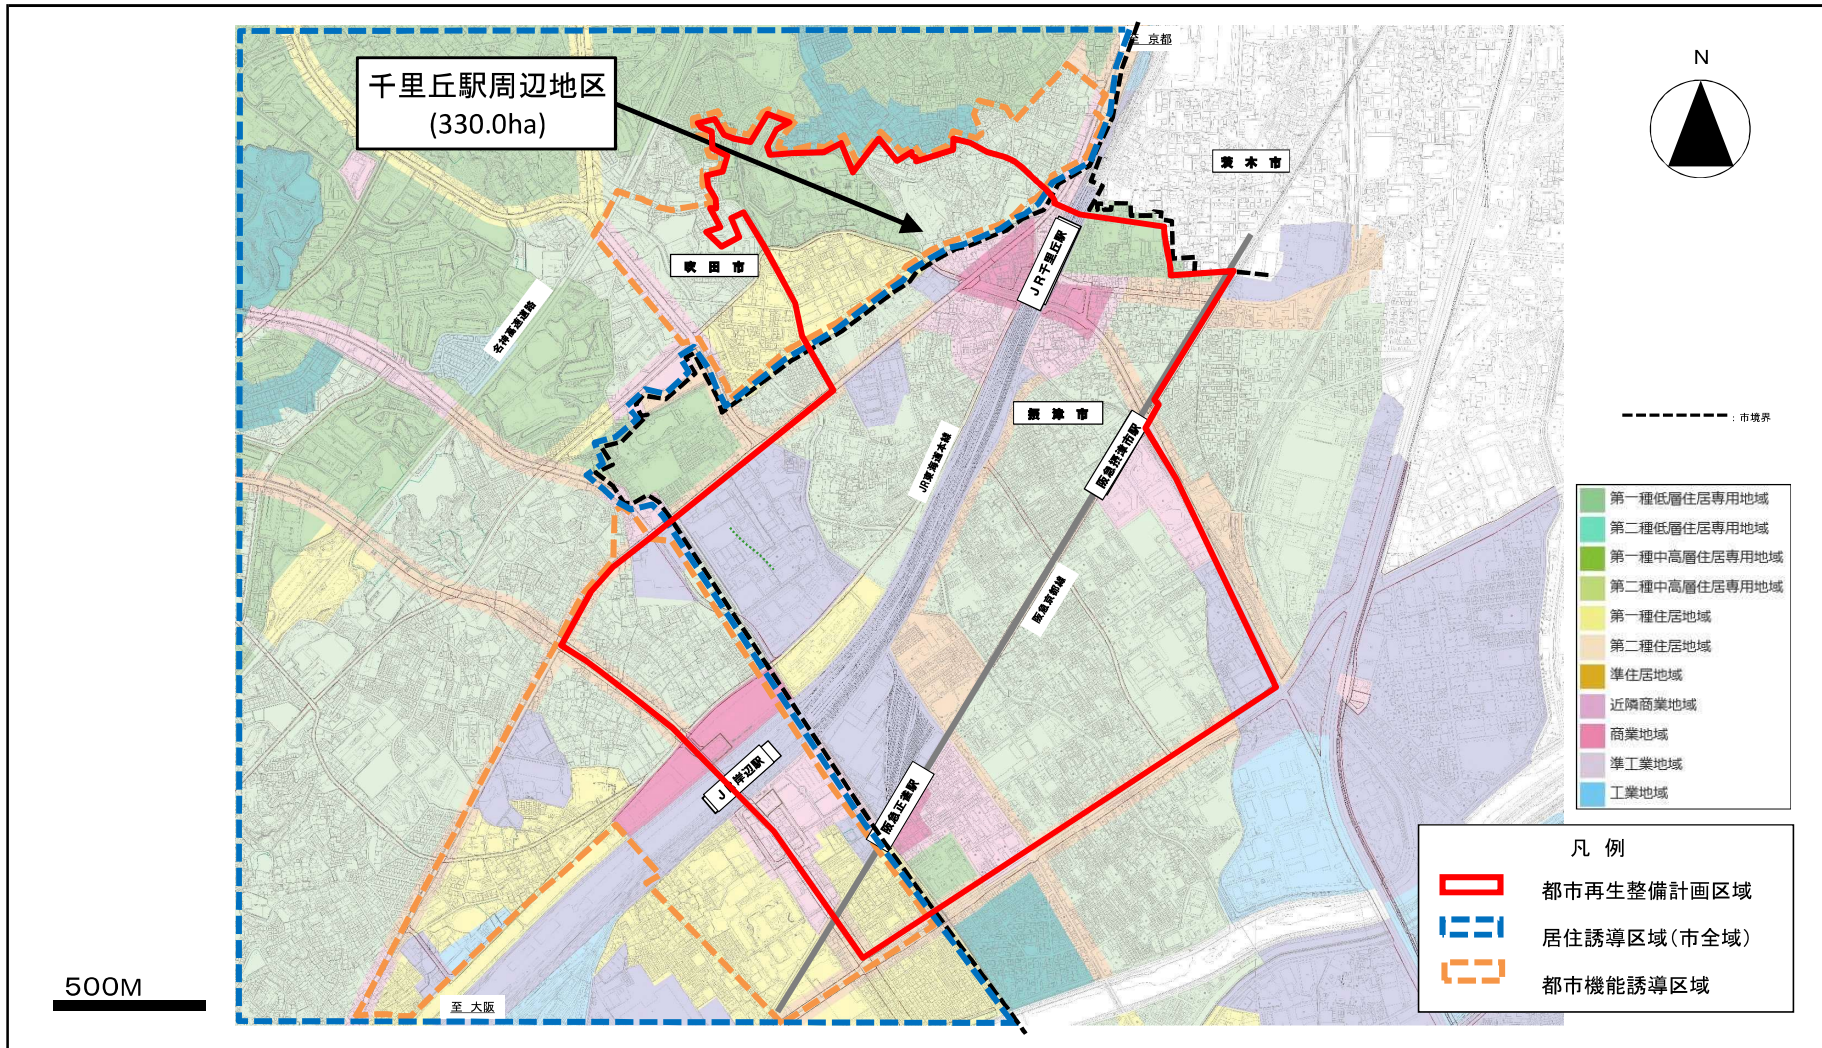 至 京都
N
千里丘駅周辺地区
(330.0ha)
茨木市
吹田市
JR千里丘駅
名神高速道路
摂津市
: 市境界
JR東海道本線
阪急摂津市駅
第一種低層住居専用地域
第二種低層住居専用地域
第一種中高層住居専用地域
第二種中高層住居専用地域
第一種住居地域
第二種住居地域
準住居地域
近隣商業地域
商業地域
準工業地域
工業地域
阪急京都線
J 岸辺駅
阪急正雀駅
凡 例
都市再生整備計画区域
居住誘導区域(市全域)
都市機能誘導区域
500M
至 大阪